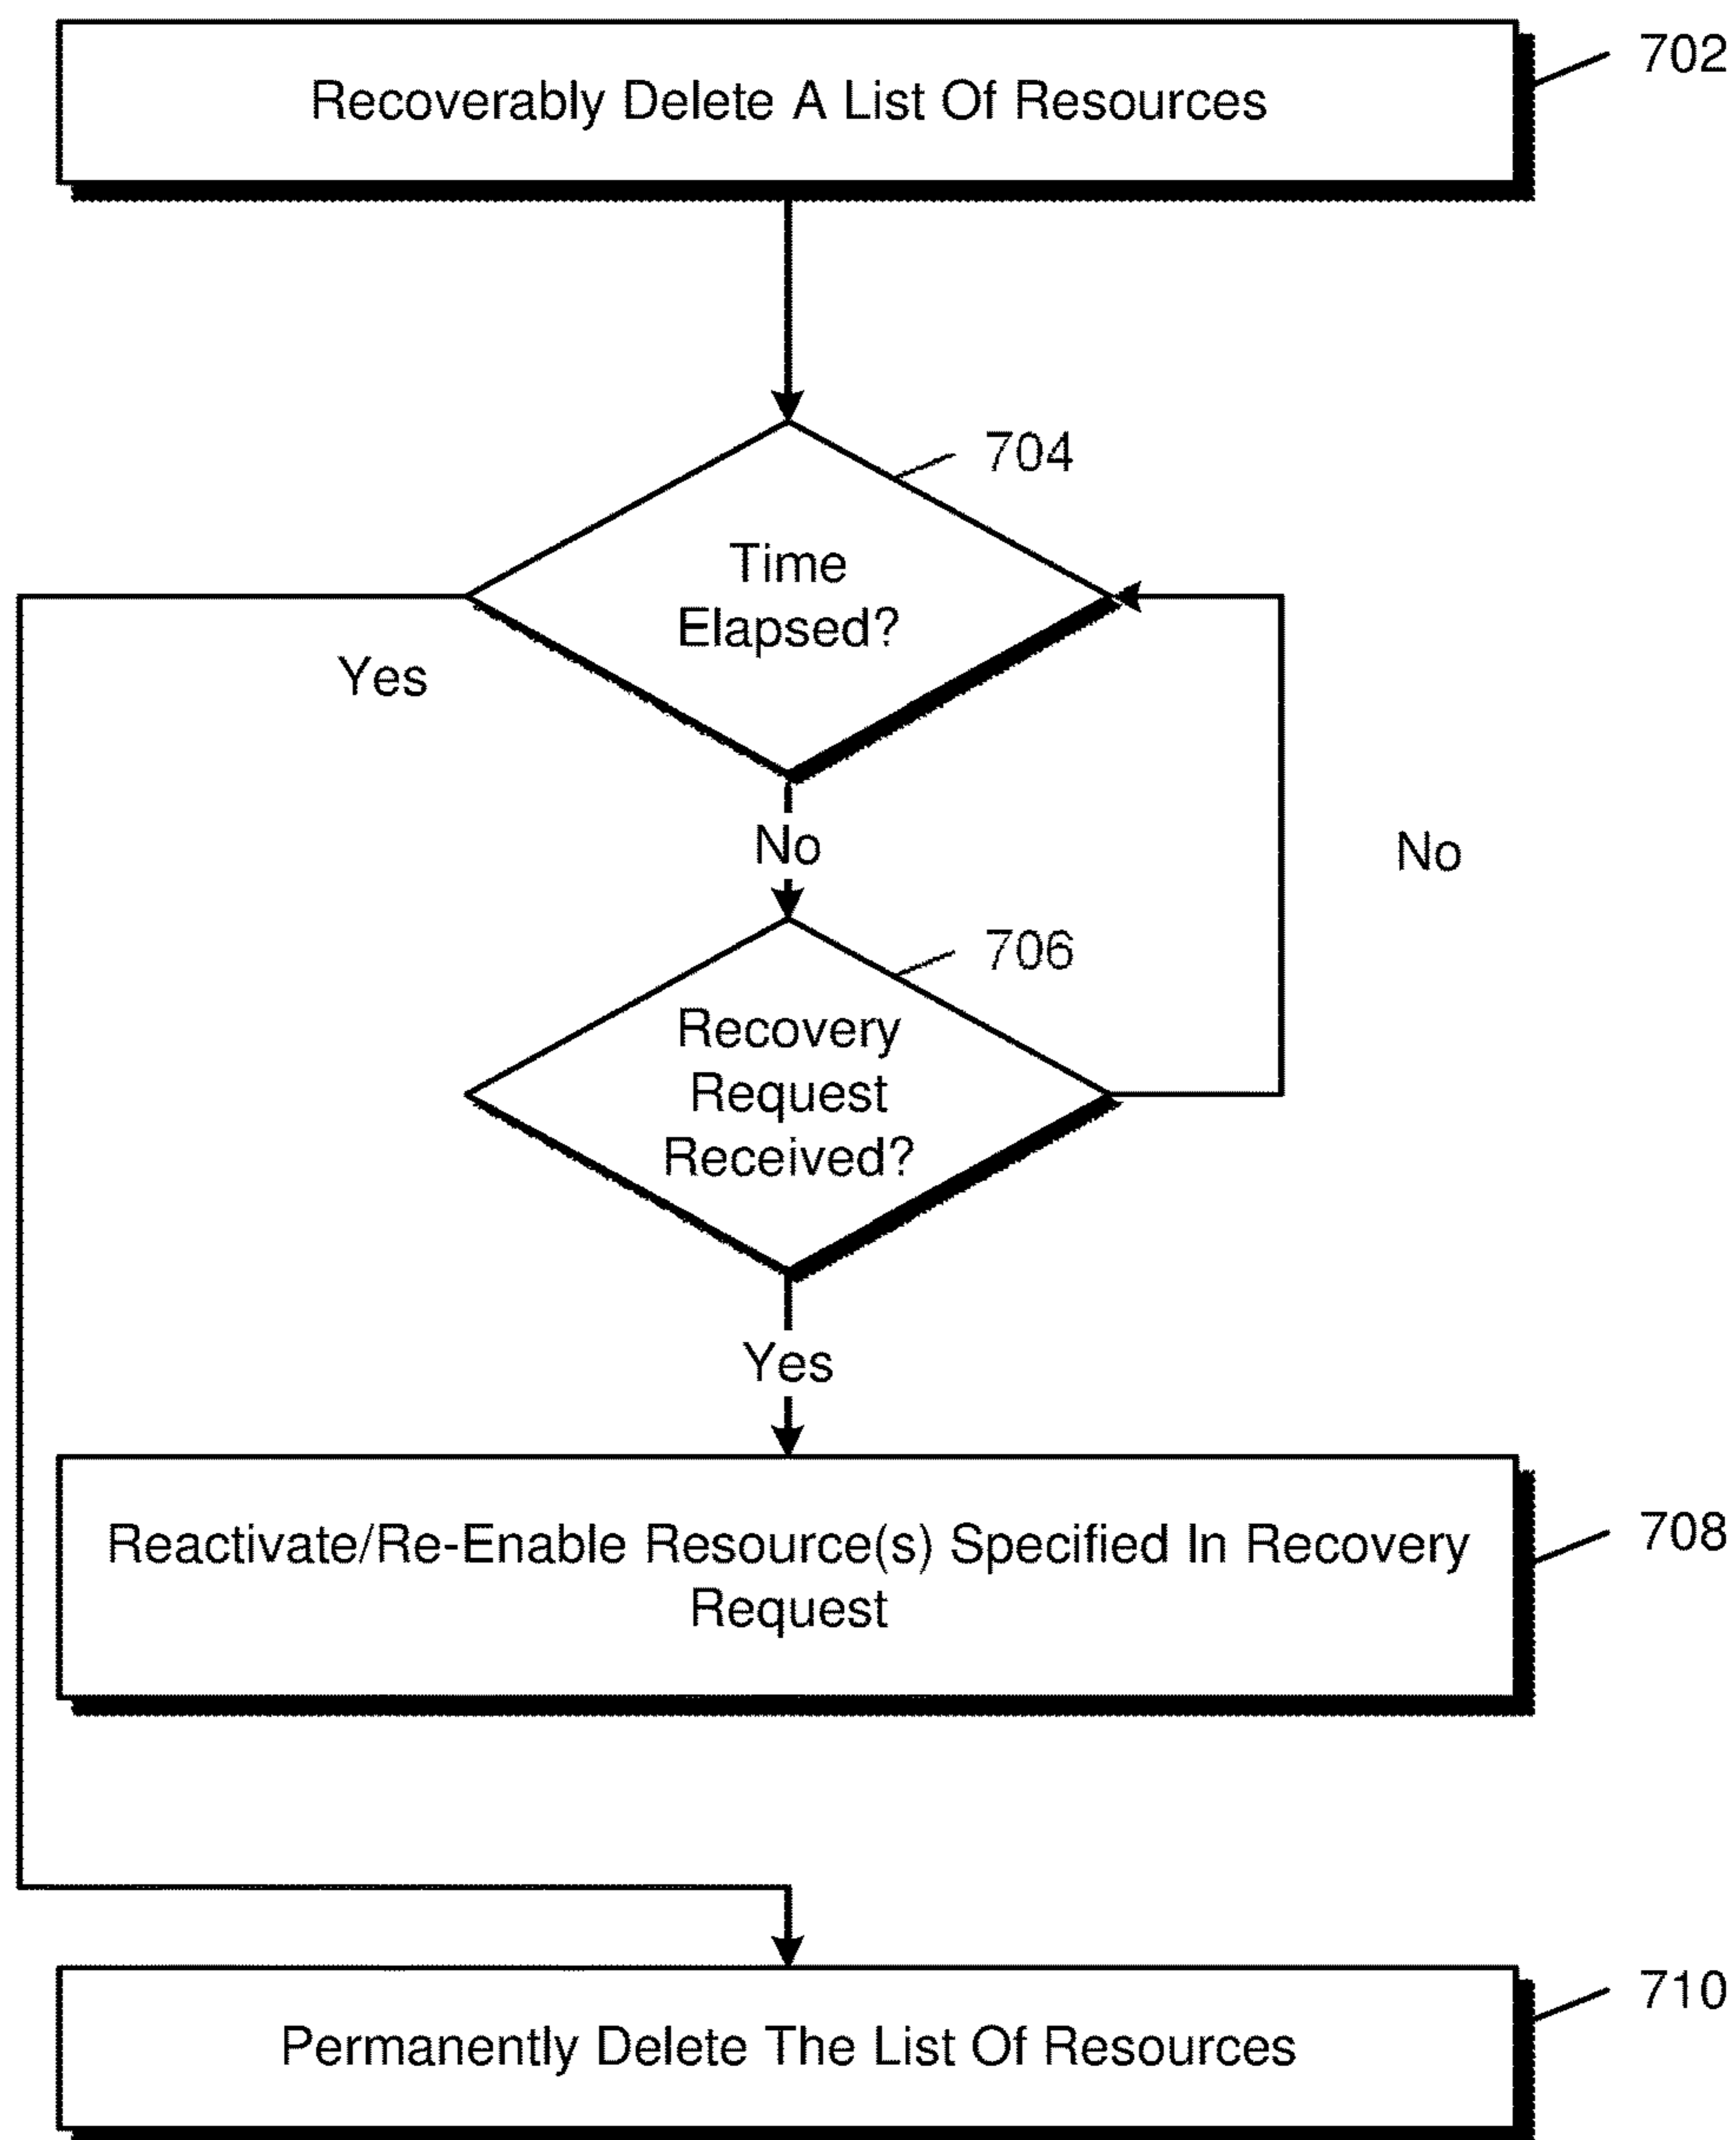 Recoverably Delete A List Of Resources
702
704
Time
Elapsed?
Yes
No
No
706
Recovery
Request
Received?
Yes
Reactivate/Re-Enable Resource(s) Specified In Recovery
Request
708
Permanently Delete The List Of Resources
710